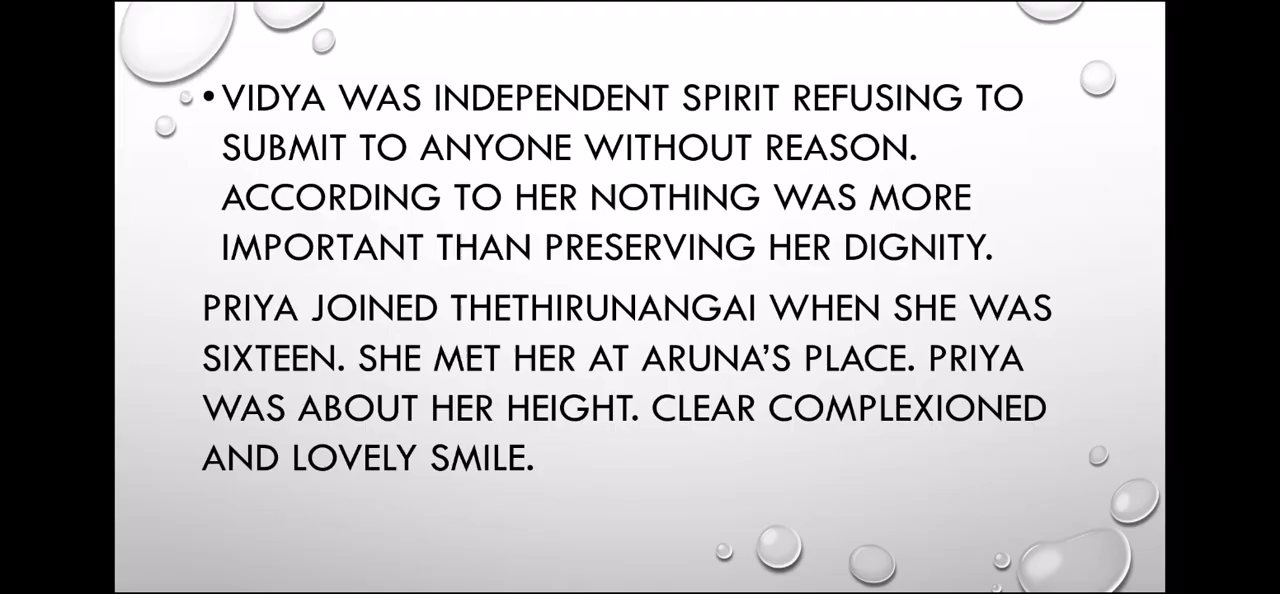 • VIDYA WAS INDEPENDENT SPIRIT REFUSING TO
SUBMIT TO ANYONE WITHOUT REASON.
ACCORDING TO HER NOTHING WAS MORE
IMPORTANT THAN PRESERVING HER DIGNITY.
PRIYA JOINED THETHIRUNANGAI WHEN SHE WAS
SIXTEEN. SHE MET HER AT ARUNA’S PLACE. PRIYA
WAS ABOUT HER HEIGHT. CLEAR COMPLEXIONED
AND LOVELY SMILE.